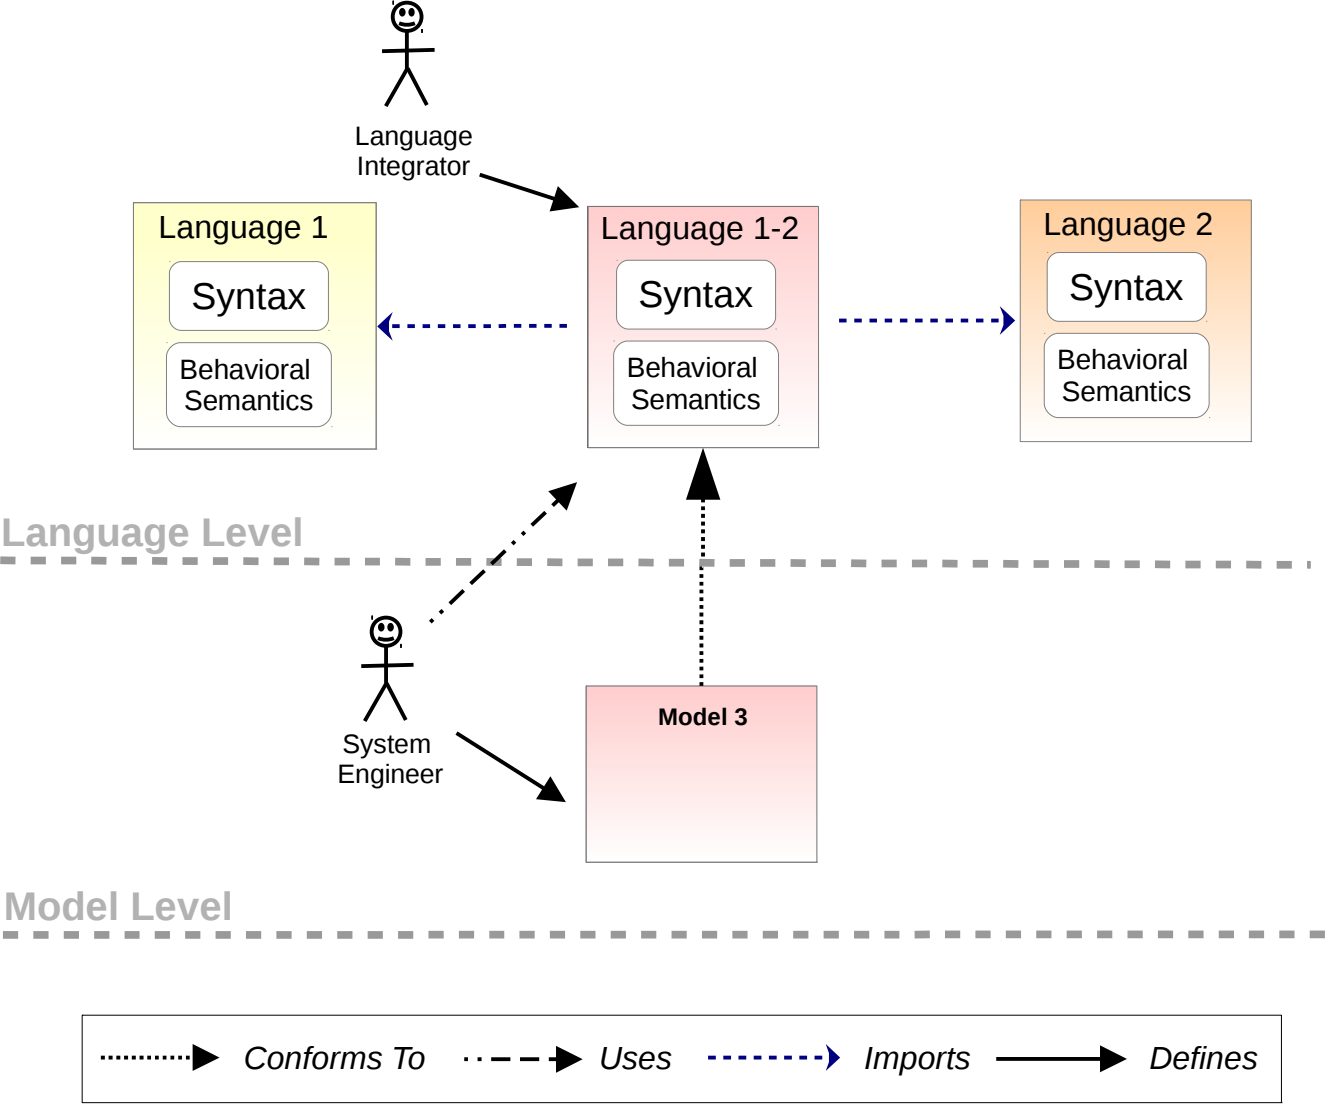 Language
Integrator
Language 1
Syntax
Behavioral
Semantics
Language 1-2
Syntax
Behavioral
Semantics
Language 2
Syntax
Behavioral
Semantics
Language Level
System
Engineer
Model 3
Model Level
Conforms To
Uses
Imports
Defines